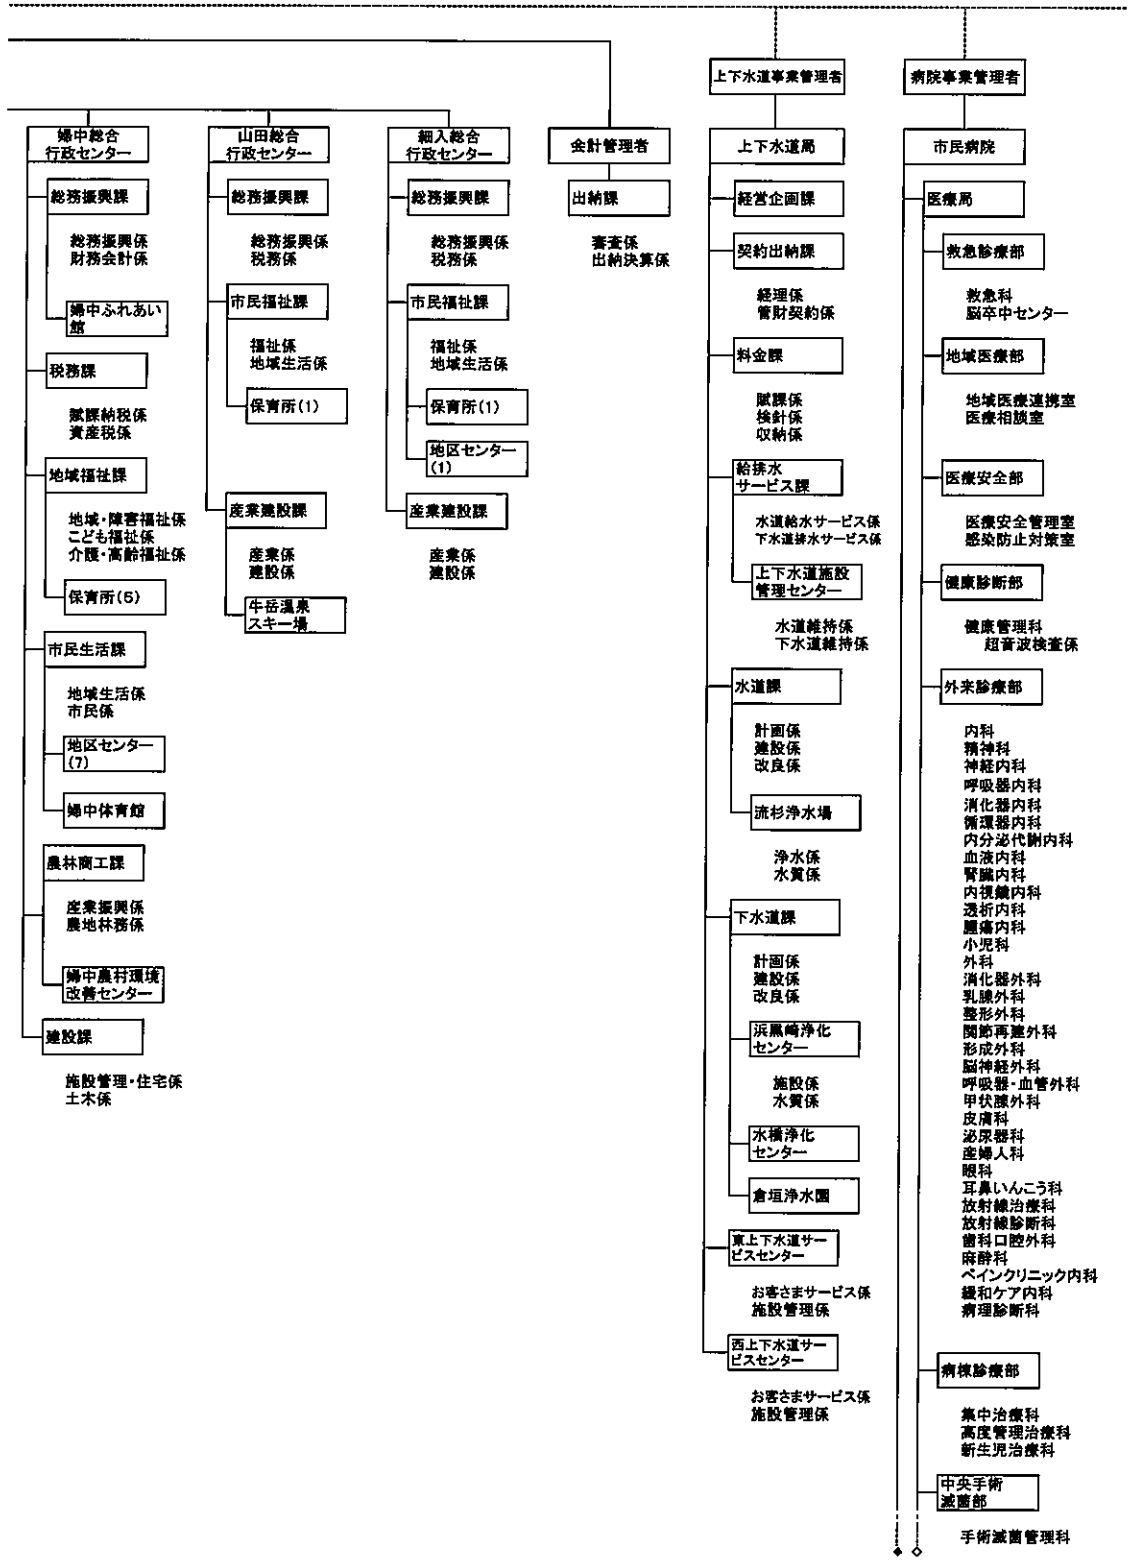 婦中総合
行政センター
総務振興課
総務振興係
財務会計係
婦中ふれあい
館
税務課
賦課納税係
資産税係
地域福祉課
地域・障害福祉係
こども福祉係
介護・高齢福祉係
保育所(5)
市民生活課
地域生活係
市民係
地区センター
(7)
婦中体育館
農林商工課
産業振興係
農地林務係
婦中農村環境
改善センター
建設課
施設管理・住宅係
土木係
山田総合
行政センター
総務振興課
総務振興係
税務係
市民福祉課
福祉係
地域生活係
保育所(1)
産業建設課
産業係
建設係
牛岳温泉
スキー場
細入総合
行政センター
総務振興課
総務振興係
税務係
市民福祉課
福祉係
地域生活係
保育所(1)
地区センター
(1)
産業建設課
産業係
建設係
会計管理者
出納課
審査係
出納決算係
上下水道事業管理者
上下水道局
経営企画課
契約出納課
経理係
管財契約係
料金課
賦課係
検針係
収納係
給排水
サービス課
水道給水サービス係
下水道排水サービス係
上下水道施設
管理センター
水道維持係
下水道維持係
水道課
計画係
建設係
改良係
流杉浄水場
浄水係
水質係
下水道課
計画係
建設係
改良係
浜黒崎浄化
センター
施設係
水質係
水橋浄化
センター
倉垣浄水園
東上下水道サー
ビスセンター
お客さまサービス係
施設管理係
西上下水道サー
ビスセンター
お客さまサービス係
施設管理係
病院事業管理者
市民病院
医療局
救急診療部
救急科
脳卒中センター
地域医療部
地域医療連携室
医療相談室
医療安全部
医療安全管理室
感染防止対策室
健康診断部
健康管理科
超音波検査係
外来診療部
内科
精神科
神経内科
呼吸器内科
消化器内科
循環器内科
内分泌代謝内科
血液内科
腎臓内科
内視鏡内科
透析内科
腫瘍内科
小児科
外科
消化器外科
乳腺外科
整形外科
関節再建外科
形成外科
脳神経外科
呼吸器・血管外科
甲状腺外科
皮膚科
泌尿器科
産婦人科
眼科
耳鼻いんこう科
放射線治療科
放射線診断科
歯科口腔外科
麻酔科
ペインクリニック内科
緩和ケア内科
病理診断科
病棟診療部
集中治療科
高度管理治療科
新生児治療科
中央手術
滅菌部
手術滅菌管理科